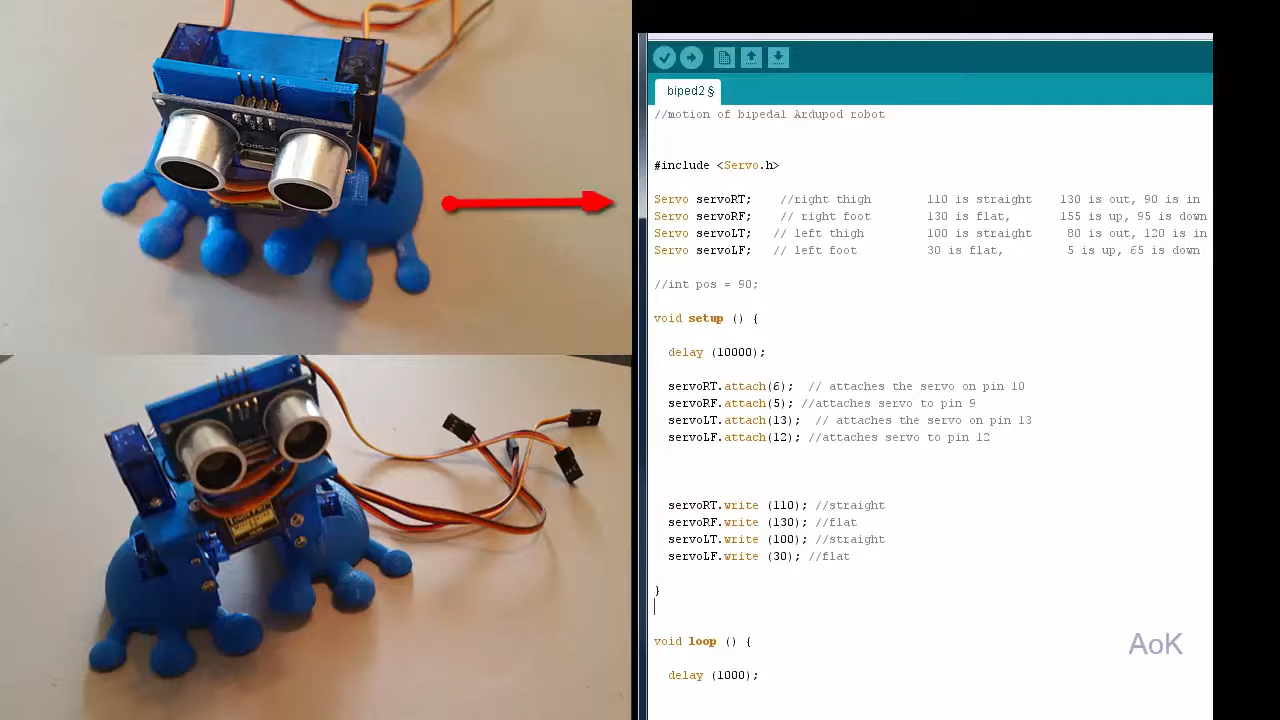 biped2 §
//motion of bipedal Ardupod robot
#include <Servo.h>
Servo servoRT; //right thigh 110 is straight 130 is out, 90 is in
Servo servoRF; // right foot 130 is flat, 155 is up, 95 is down
Servo servoLT; // left thigh 100 is straight 80 is out, 120 is in
Servo servoLF; // left foot 30 is flat, 5 is up, 65 is down
//int pos = 90;
void setup () {
delay (10000);
servoRT.attach(6); // attaches the servo on pin 10
servoRF.attach(5); //attaches servo to pin 9
servoLT.attach(13); // attaches the servo on pin 13
servoLF.attach(12); //attaches servo to pin 12
servoRT.write (110); //straight
servoRF.write (130); //flat
servoLT.write (100); //straight
servoLF.write (30); //flat
}
void loop () {
delay (1000);
AoK